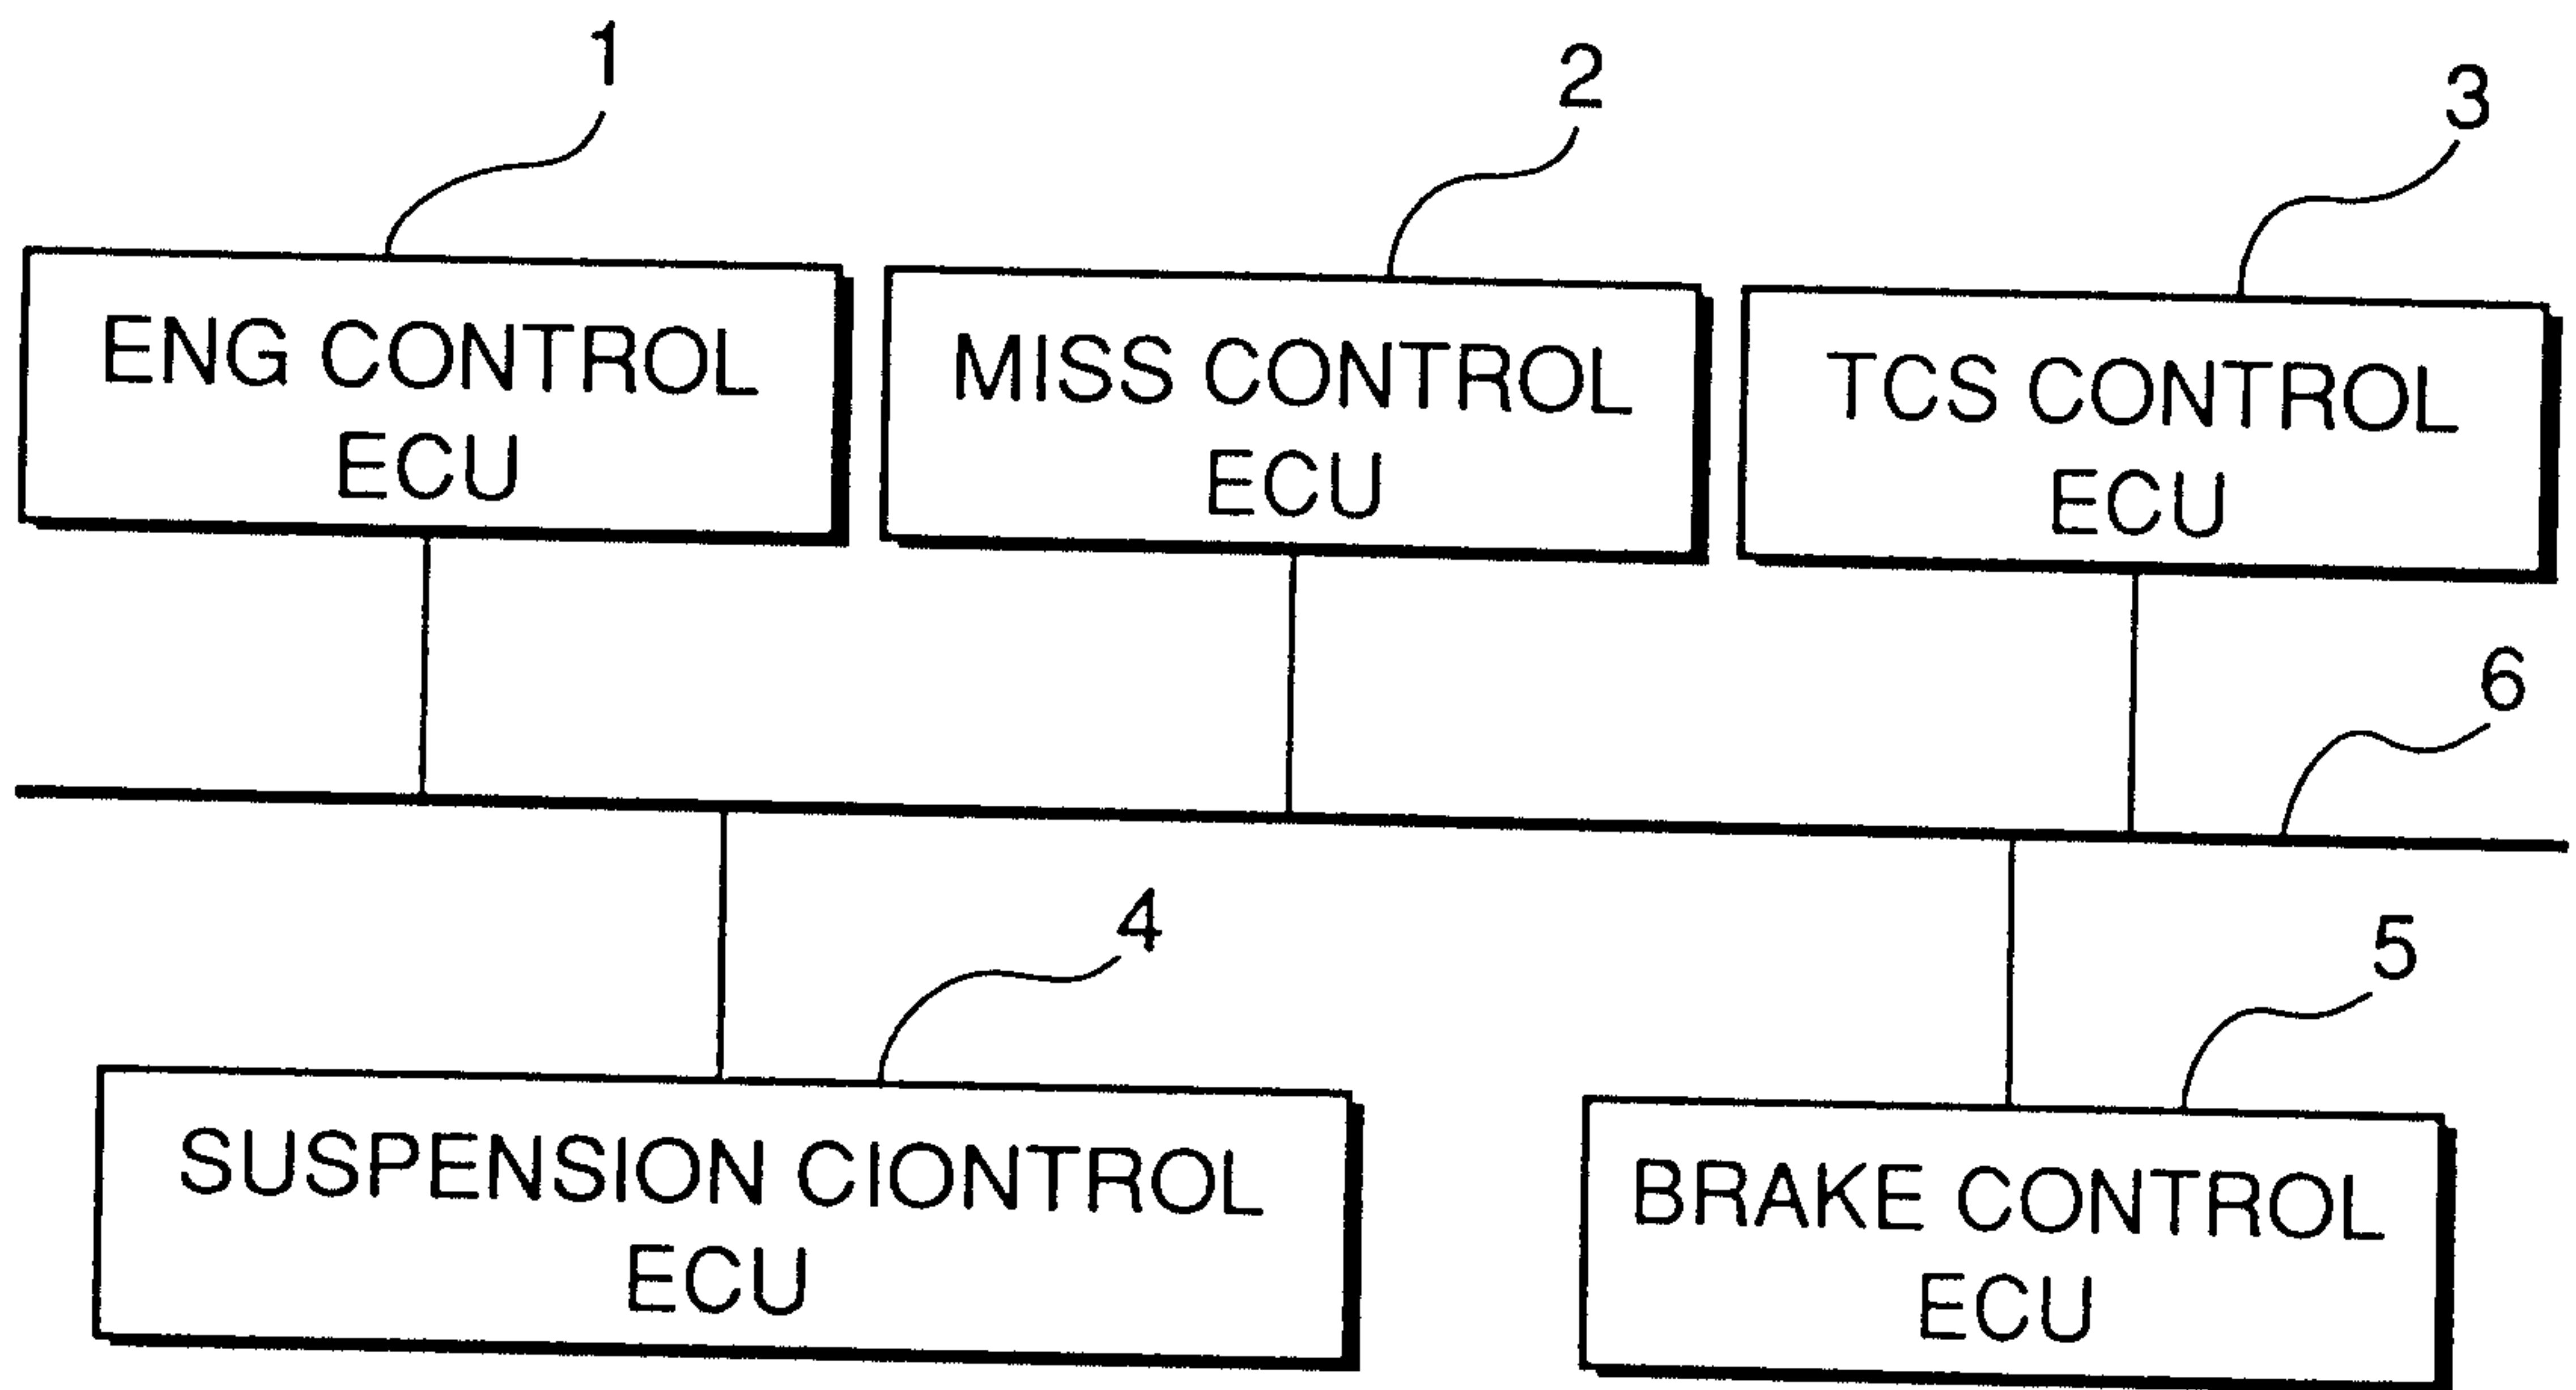 1
2
3
ENG CONTROL
ECU
MISS CONTROL
ECU
TCS CONTROL
ECU
6
4
5
SUSPENSION CIONTROL
ECU
BRAKE CONTROL
ECU